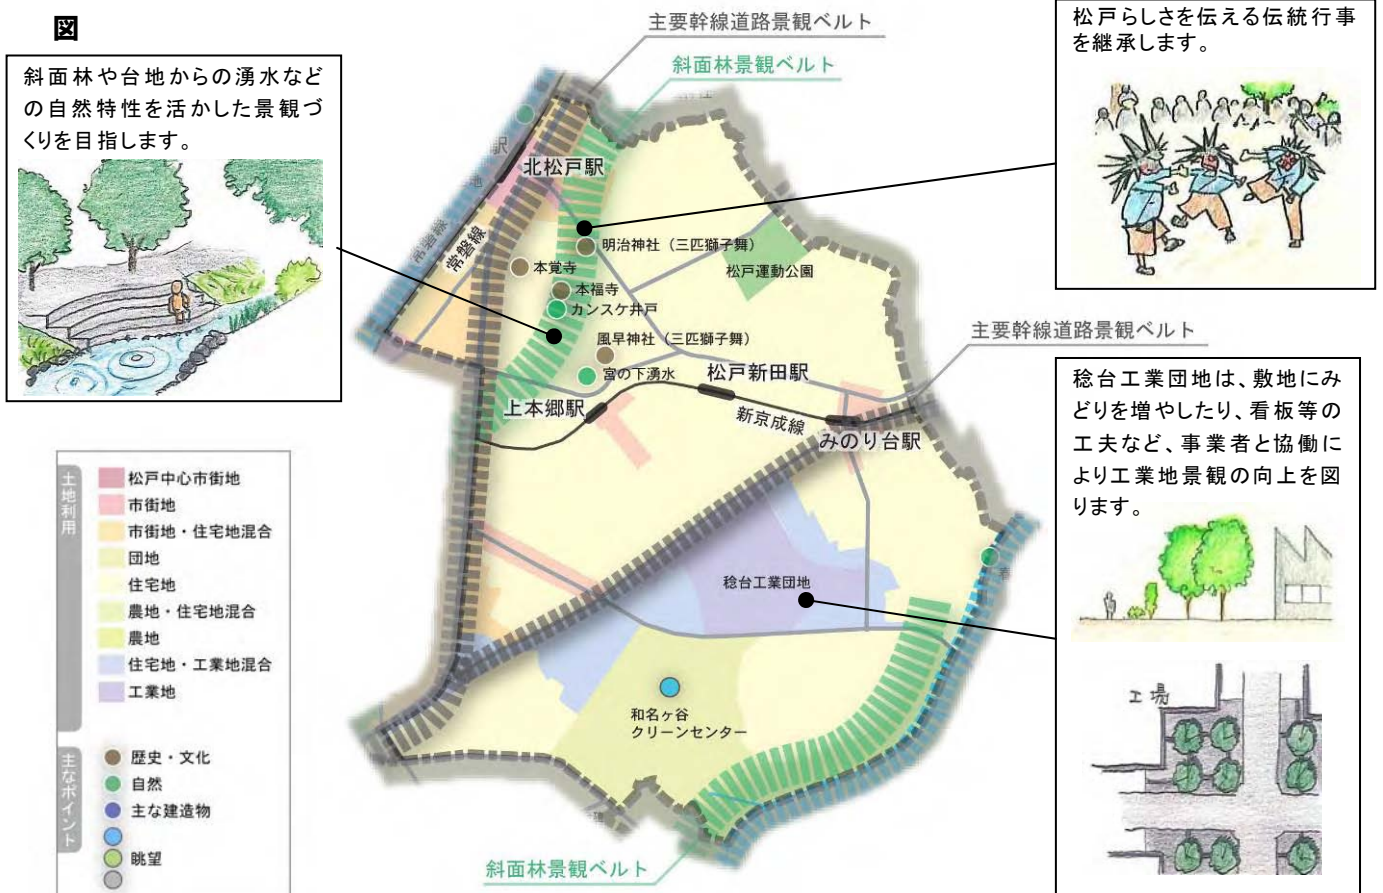 図
斜面林や台地からの湧水など
の自然特性を活かした景観づ
くりを目指します。
主要幹線道路景観ベルト
斜面林景観ベルト
松戸らしさを伝える伝統行事
を継承します。
駅
北松戸駅
常磐線
常磐線
明治神社（三匹獅子舞）
本覚寺
松戸運動公園
本福寺
カンスケ井戸
風早神社（三匹獅子舞）
宮の下湧水
主要幹線道路景観ベルト
松戸新田駅
上本郷駅
新京成線
みのり台駅
稔台工業団地は、敷地にみ
どりを増やしたり、看板等の
工夫など、事業者と協働によ
り工業地景観の向上を図
ります。
稔台工業団地
和名ヶ谷
クリーンセンター
工場
斜面林景観ベルト
土地利用
松戸中心市街地
市街地
市街地・住宅地混合
団地
住宅地
農地・住宅地混合
農地
住宅地・工業地混合
工業地
主なポイント
歴史・文化
自然
主な建造物
眺望